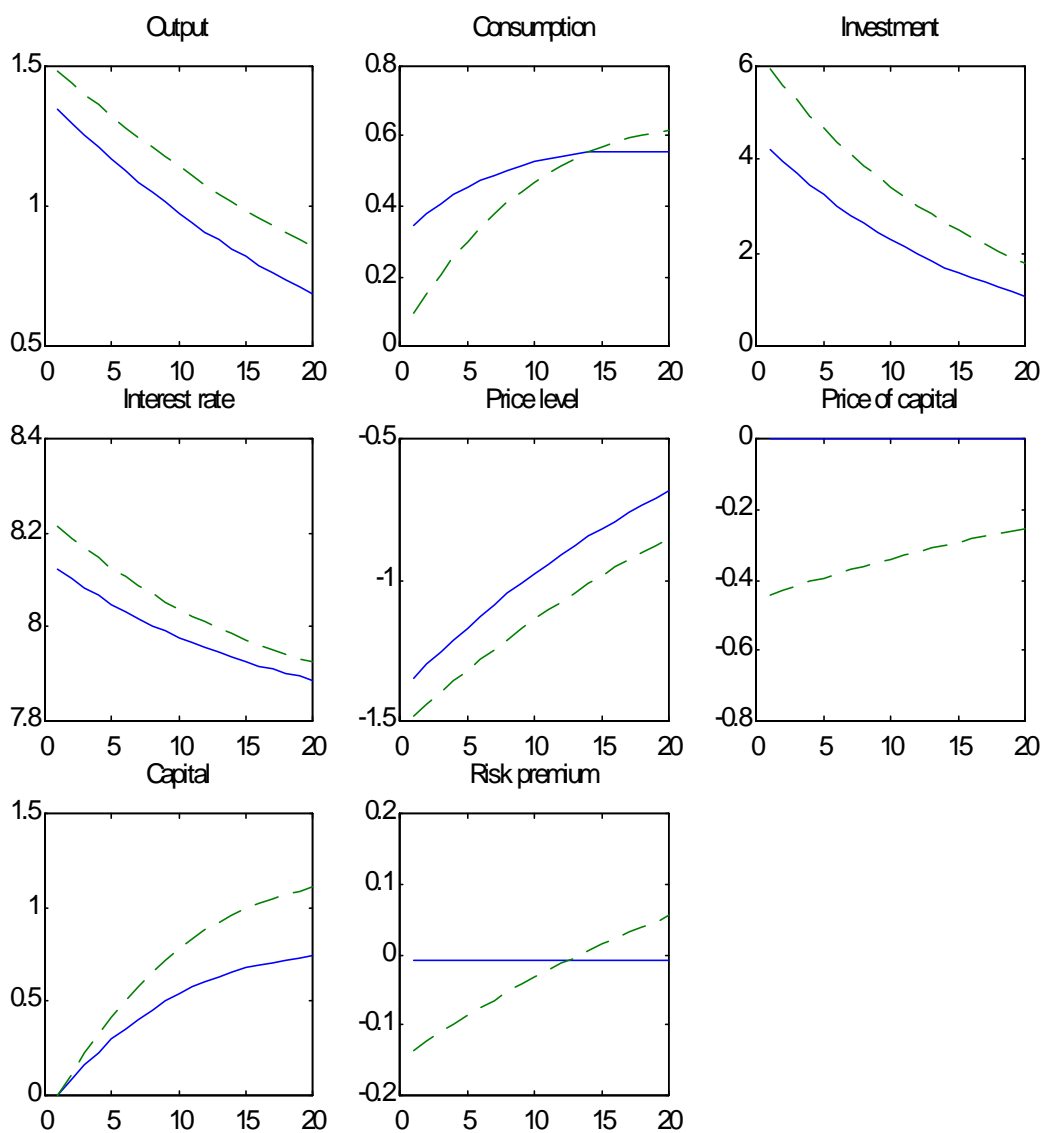 Output Consumption Investment
1.5 0.8 6
0.6
4
1 0.4
2
0.2
0.5 0 0
0 5 10 15 20 0 5 10 15 20 0 5 10 15 20
Interest rate Price level Price of capital
8.4 -0.5 0
-0.2
8.2
-1 -0.4
8
-0.6
7.8 -1.5 -0.8
0 5 10 15 20 0 5 10 15 20 0 5 10 15 20
Capital Risk premium
1.5 0.2
0.1
1
0
0.5
-0.1
0 -0.2
0 5 10 15 20 0 5 10 15 20